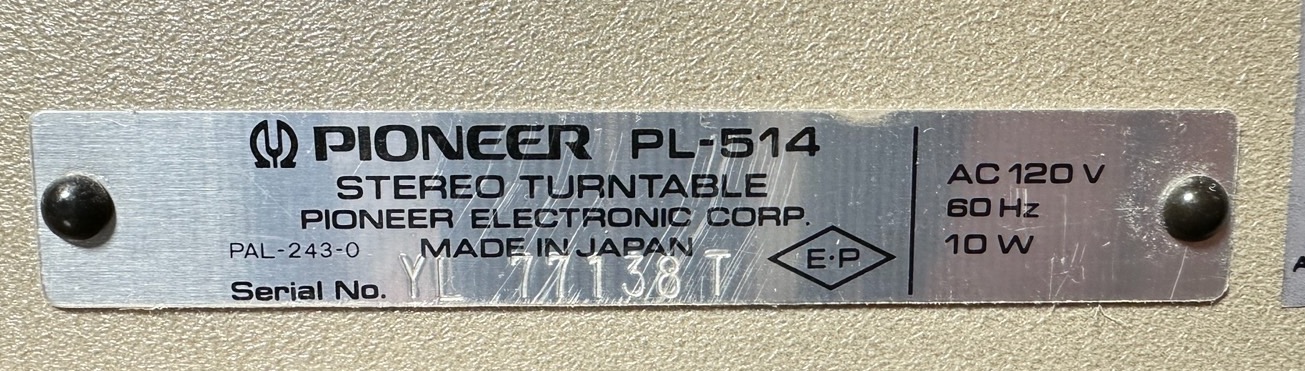 PIONEER PL-514
STEREO TURNTABLE
PIONEER ELECTRONIC CORP.
PAL-243-0 MADE IN JAPAN
Serial No. YL 77138 T
E·P
AC 120 V
60 Hz
10 W
A